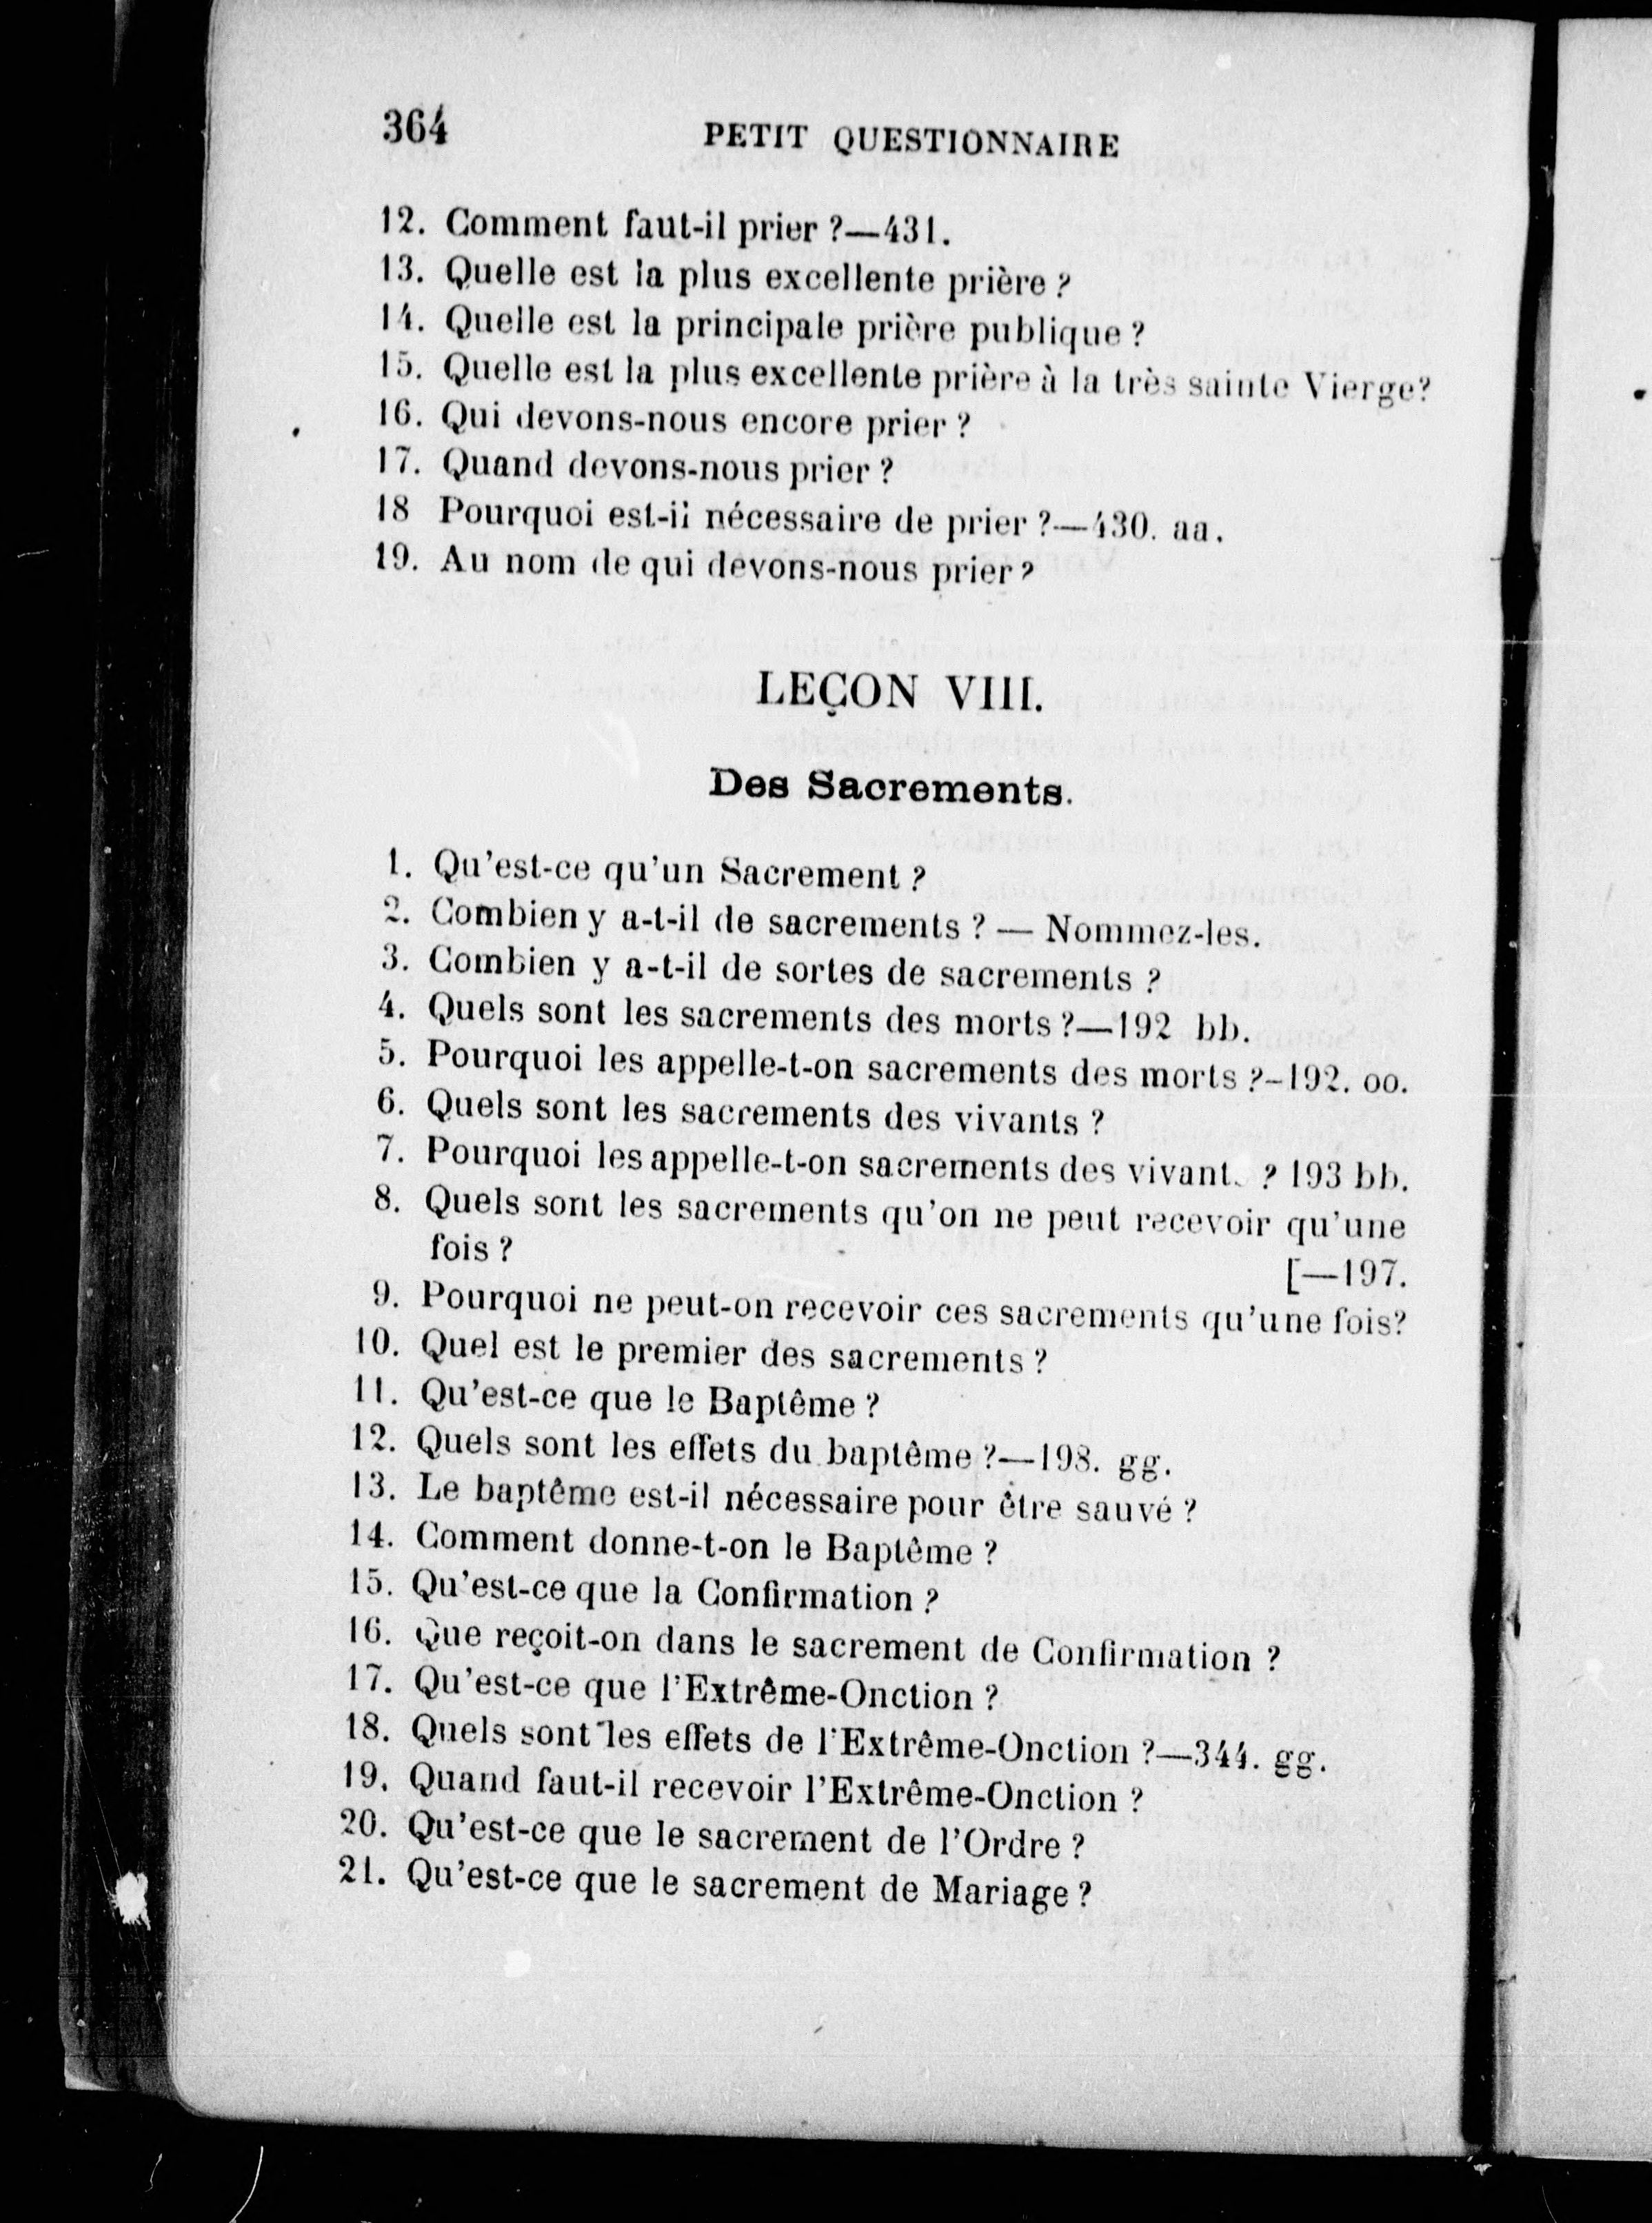 364 PETIT QUESTIONNAIRE
12. Comment faut-il prier ?—431.
13. Quelle est la plus excellente prière ?
14. Quelle est la principale prière publique ?
15. Quelle est la plus excellente prière à la très sainte Vierge?
16. Qui devons-nous encore prier ?
17. Quand devons-nous prier ?
18 Pourquoi est-il nécessaire de prier ?—430. aa.
19. Au nom de qui devons-nous prier ?
LEÇON VIII.
Des Sacrements.
1. Qu'est-ce qu'un Sacrement ?
2. Combien y a-t-il de sacrements ? — Nommez-les.
3. Combien y a-t-il de sortes de sacrements ?
4. Quels sont les sacrements des morts ?—192 bb.
5. Pourquoi les appelle-t-on sacrements des morts ?-192. oo.
6. Quels sont les sacrements des vivants ?
7. Pourquoi les appelle-t-on sacrements des vivant. ? 193 bb.
8. Quels sont les sacrements qu'on ne peut recevoir qu'une
fois ? [—197.
9. Pourquoi ne peut-on recevoir ces sacrements qu'une fois?
10. Quel est le premier des sacrements ?
11. Qu'est-ce que le Baptême ?
12. Quels sont les effets du baptême ?—198. gg.
13. Le baptême est-il nécessaire pour être sauvé ?
14. Comment donne-t-on le Baptême ?
15. Qu'est-ce que la Confirmation ?
16. Que reçoit-on dans le sacrement de Confirmation ?
17. Qu'est-ce que l'Extrême-Onction ?
18. Quels sont les effets de l'Extrême-Onction ?—344. gg.
19. Quand faut-il recevoir l'Extrême-Onction ?
20. Qu'est-ce que le sacrement de l'Ordre ?
21. Qu'est-ce que le sacrement de Mariage ?